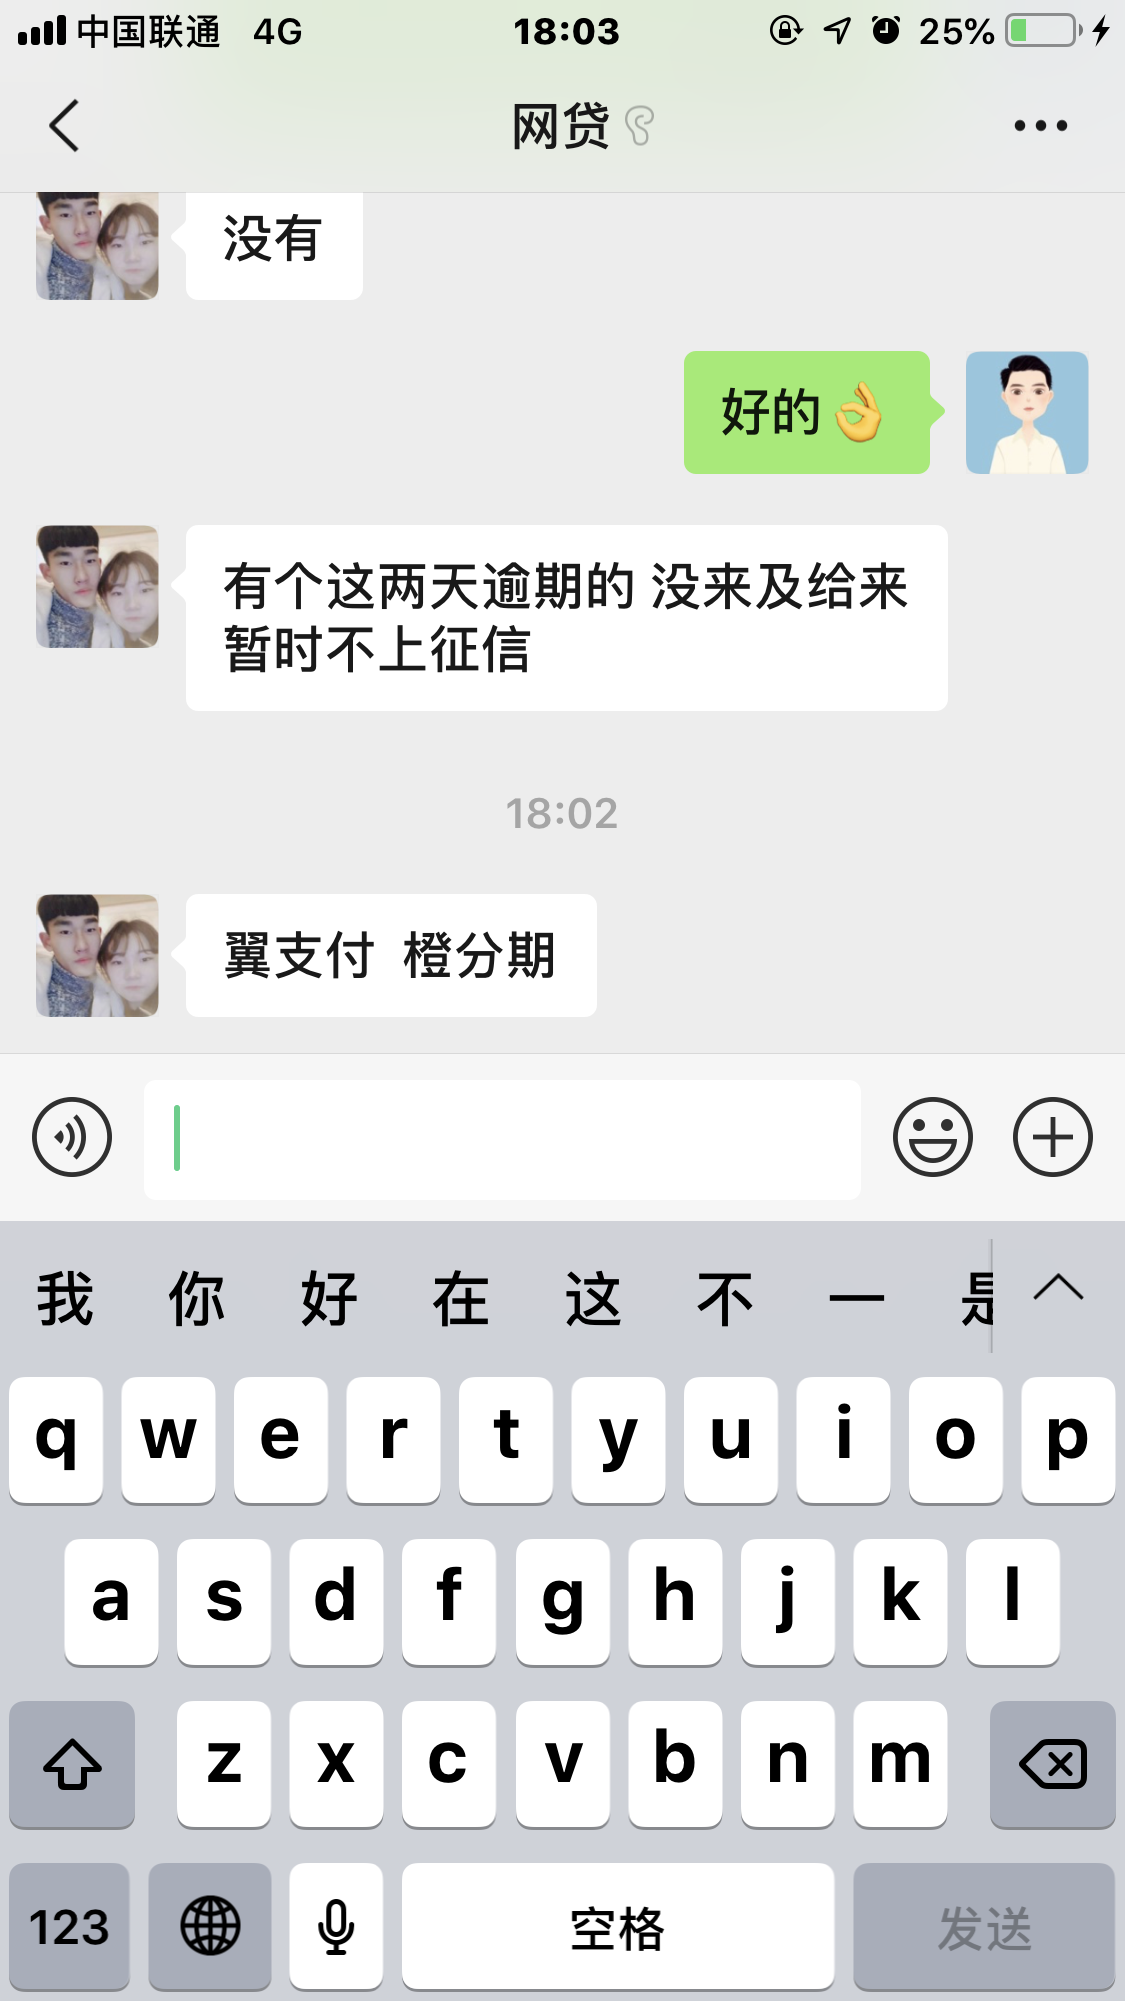 中国联通 4G 18:03 25%
网贷
没有
好的👌
有个这两天逾期的 没来及给来
暂时不上征信
18:02
翼支付 橙分期
我 你 好 在 这 不 一 是
q w e r t y u i o p
a s d f g h j k l
z x c v b n m
123 空格 发送